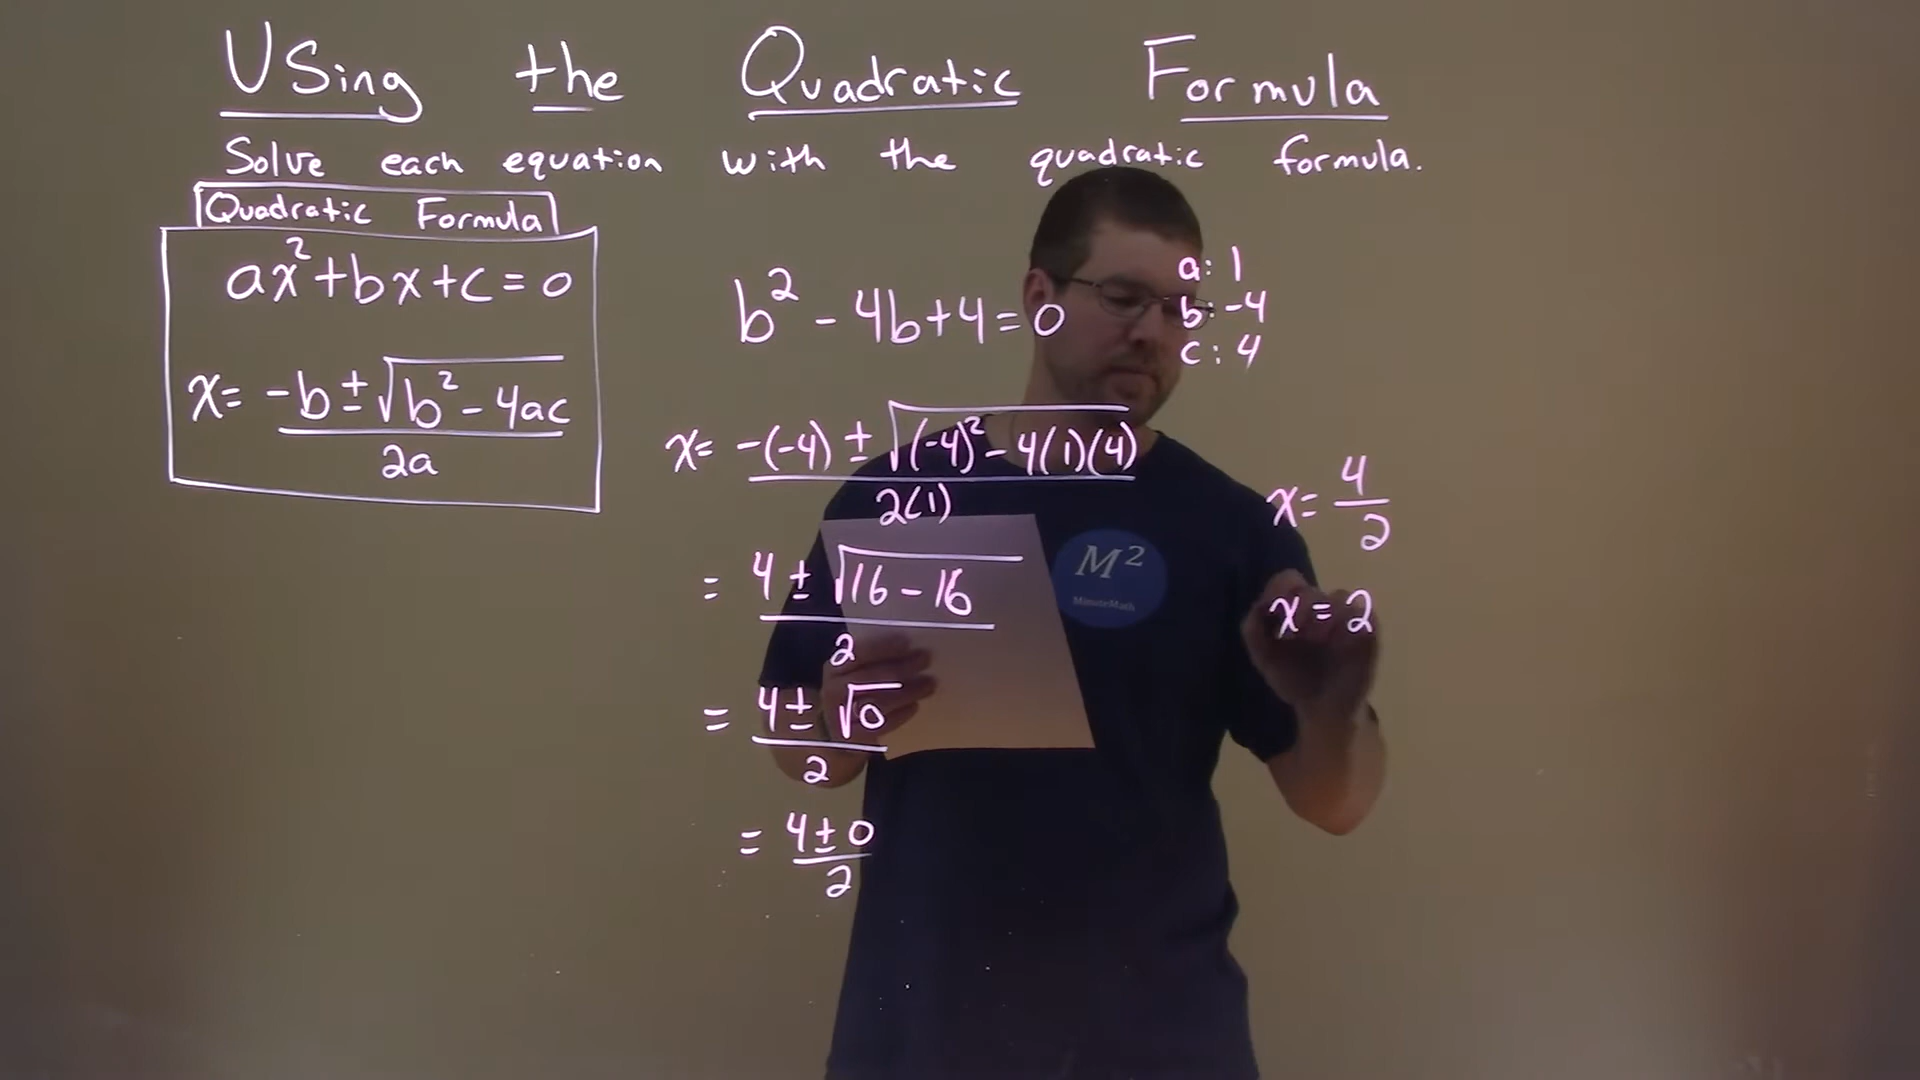 Using the Quadratic Formula
Solve each equation with the quadratic formula.
Quadratic Formula
ax²+bx+c=0
x= -b±√(b²-4ac) / 2a
b²-4b+4=0
a: 1
b: -4
c: 4
x= -(-4)±√((-4)²-4(1)(4)) / 2(1)
= 4±√(16-16) / 2
= 4±√0 / 2
= 4±0 / 2
x= 4/2
x=2
M²
MinuteMath